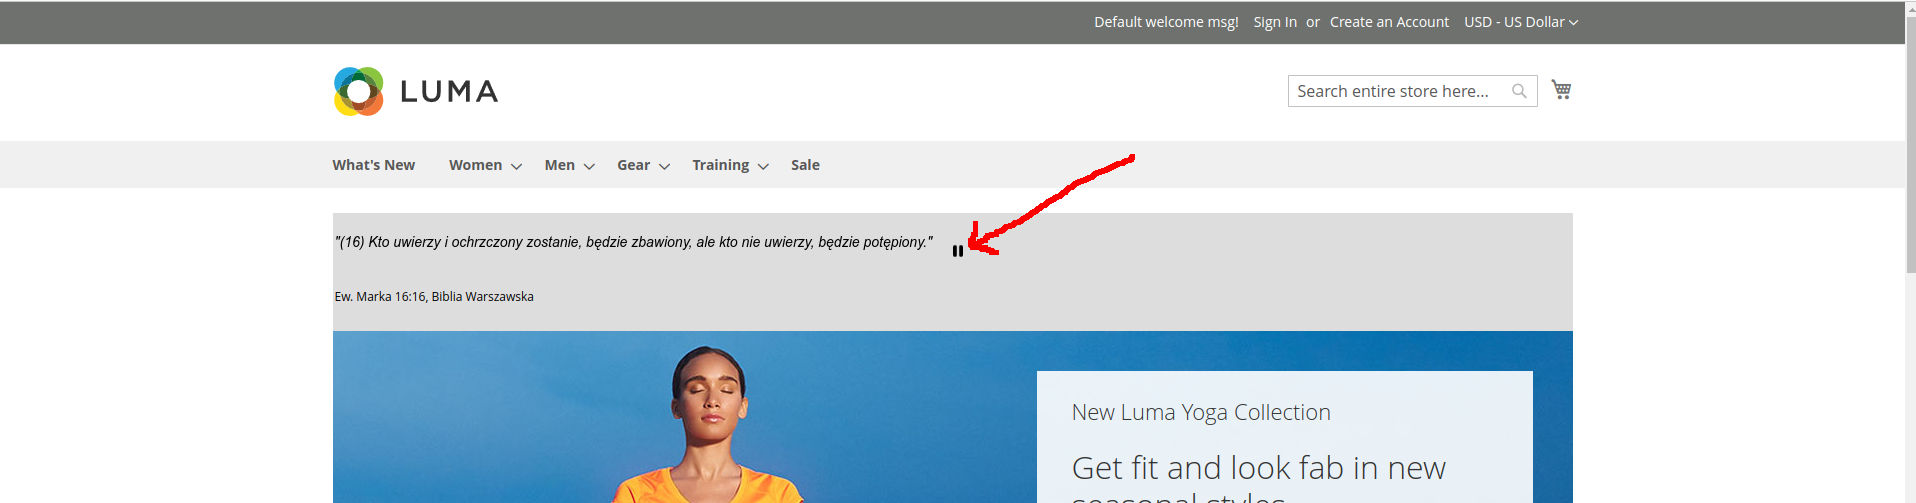 Default welcome msg! Sign In or Create an Account USD - US Dollar
LUMA
Search entire store here...
What's New Women Men Gear Training Sale
"(16) Kto uwierzy i ochrzczony zostanie, będzie zbawiony, ale kto nie uwierzy, będzie potępiony."
Ew. Marka 16:16, Biblia Warszawska
New Luma Yoga Collection
Get fit and look fab in new
seasonal styles